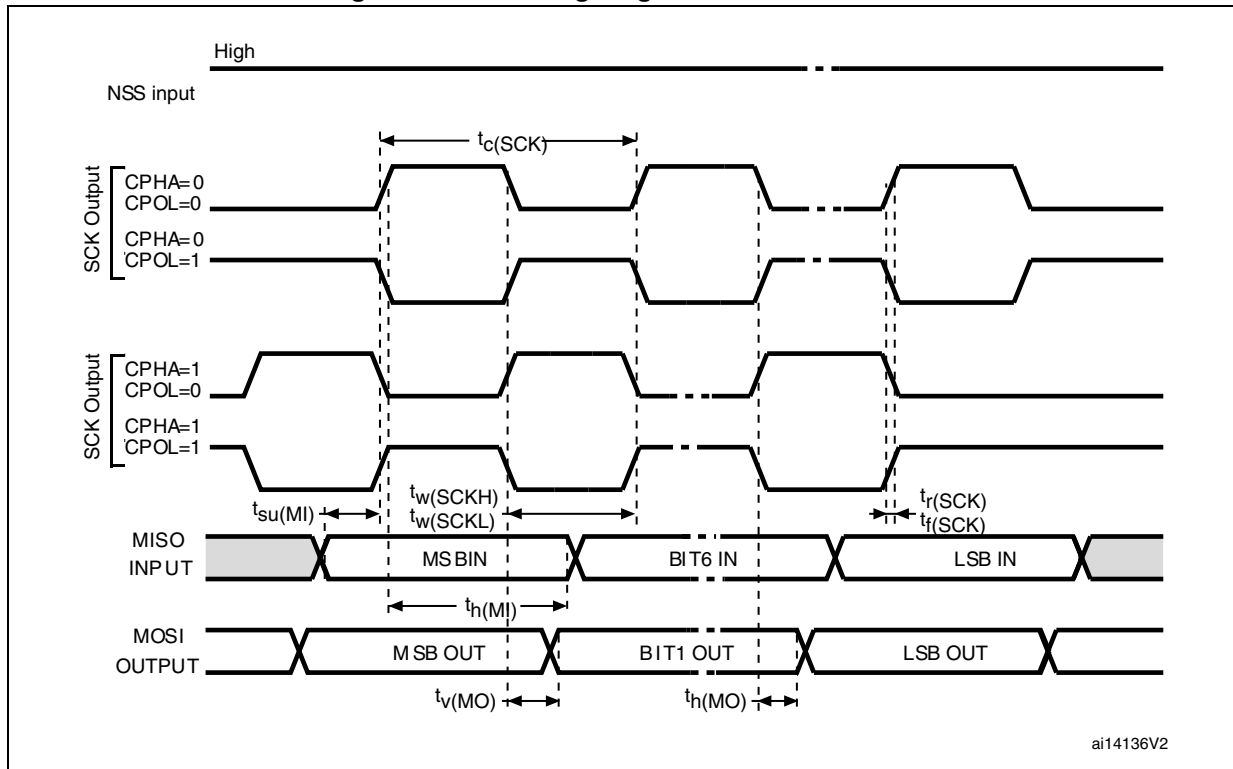 High
NSS input
tc(SCK)
SCK Output
CPHA=0
CPOL=0
CPHA=0
CPOL=1
SCK Output
CPHA=1
CPOL=0
CPHA=1
CPOL=1
tsu(MI)
tw(SCKH)
tw(SCKL)
tr(SCK)
tf(SCK)
MISO
INPUT
MSBIN
BIT6 IN
LSB IN
th(MI)
MOSI
OUTPUT
MSB OUT
BIT1 OUT
LSB OUT
tv(MO)
th(MO)
ai14136V2